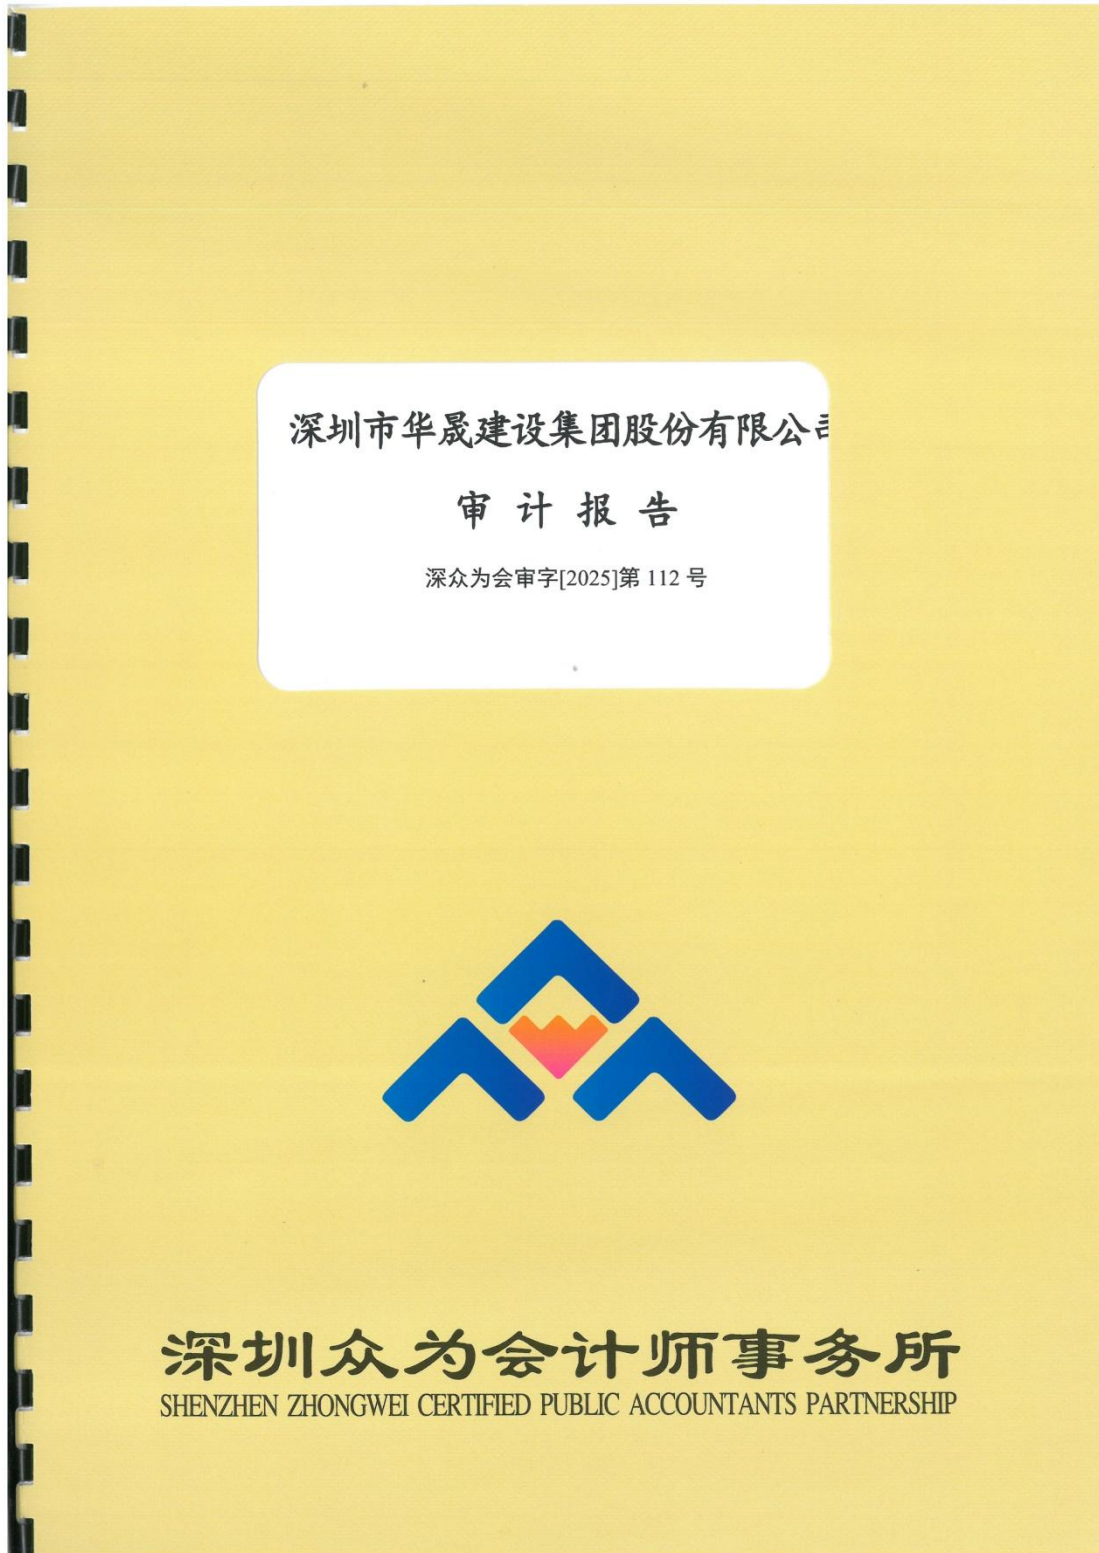 深圳市华晟建设集团股份有限公司
审计报告
深众为会审字[2025]第 112 号
深圳众为会计师事务所
SHENZHEN ZHONGWEI CERTIFIED PUBLIC ACCOUNTANTS PARTNERSHIP